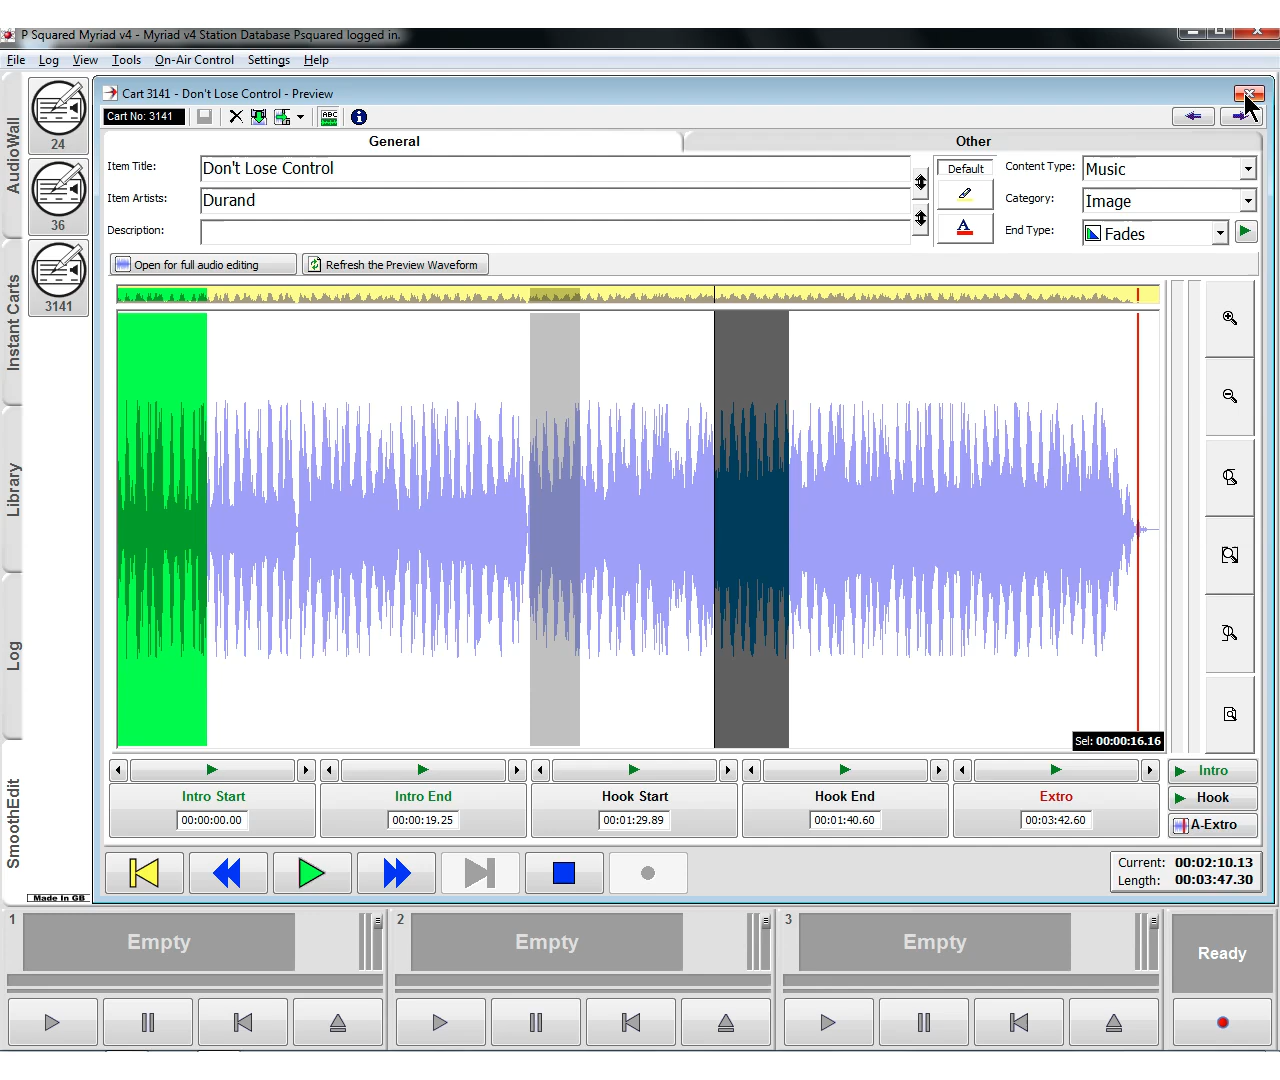 P Squared Myriad v4 - Myriad v4 Station Database Psquared logged in.
File Log View Tools On-Air Control Settings Help
AudioWall
Instant Carts
Library
Log
SmoothEdit
24
36
3141
Made In GB
Cart 3141 - Don't Lose Control - Preview
Cart No: 3141
ABC
General
Other
Item Title: Don't Lose Control
Item Artists: Durand
Description:
Default
A
Content Type: Music
Category: Image
End Type: Fades
Open for full audio editing
Refresh the Preview Waveform
Sel: 00:00:16.16
Intro Start
00:00:00.00
Intro End
00:00:19.25
Hook Start
00:01:29.89
Hook End
00:01:40.60
Extro
00:03:42.60
Intro
Hook
A-Extro
Current: 00:02:10.13
Length: 00:03:47.30
1 Empty
2 Empty
3 Empty
Ready